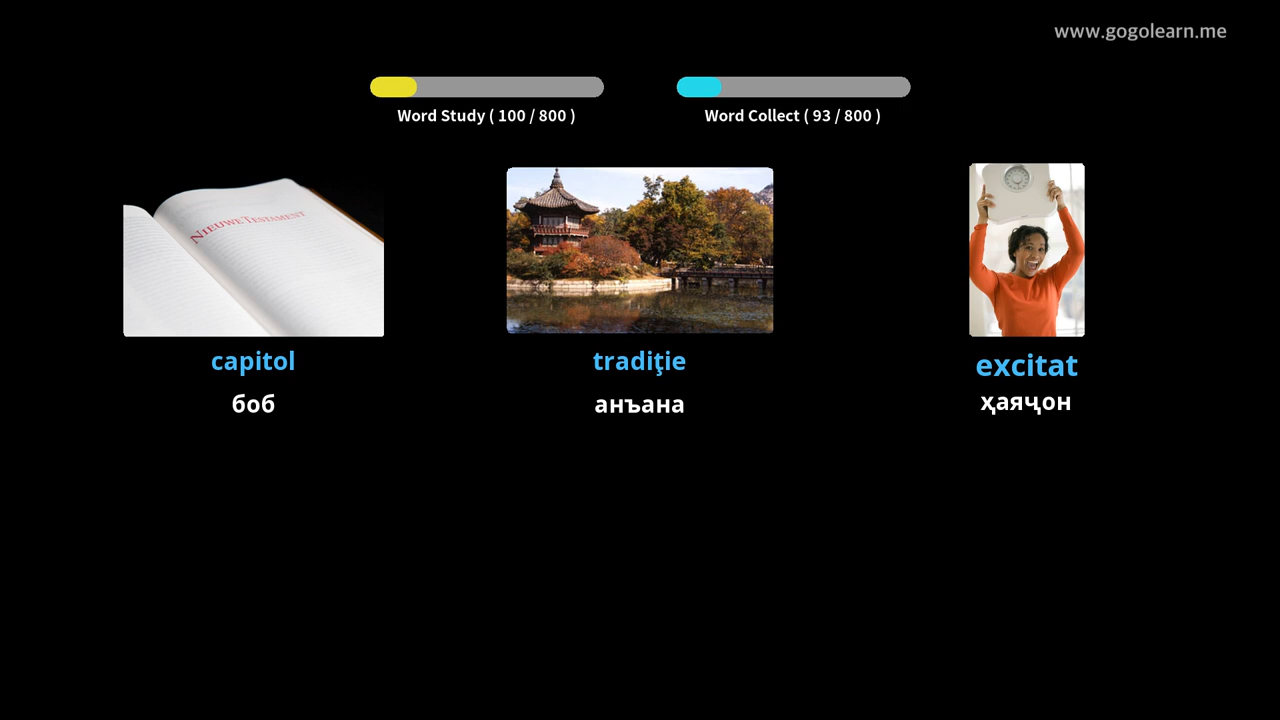 www.gogolearn.me
Word Study ( 100 / 800 )
Word Collect ( 93 / 800 )
NIEUWE TESTAMENT
capitol
tradiţie
excitat
боб
анъана
ҳаяҷон